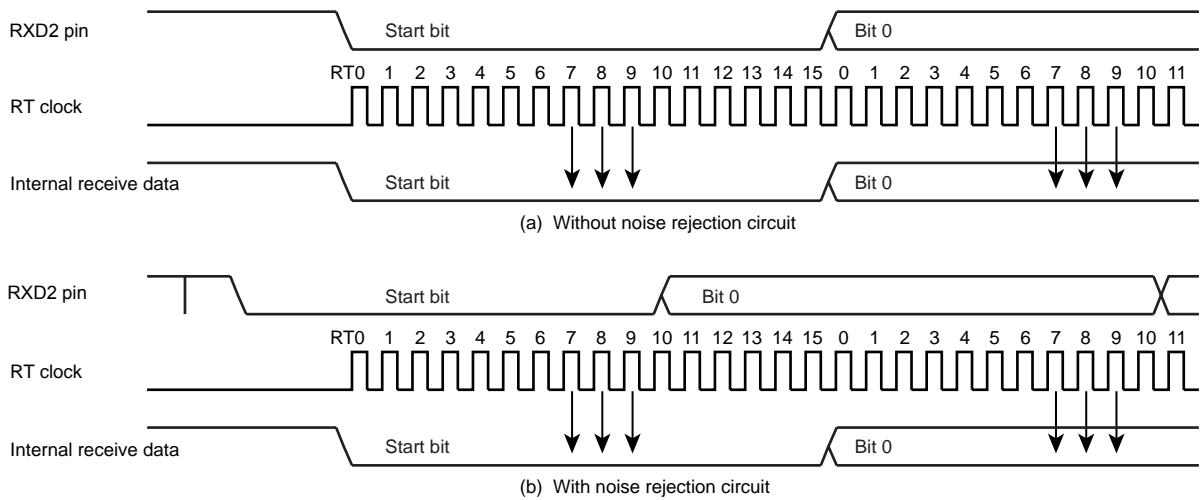 RXD2 pin
Start bit
Bit 0
RT0 1 2 3 4 5 6 7 8 9 10 11 12 13 14 15 0 1 2 3 4 5 6 7 8 9 10 11
RT clock
Internal receive data
Start bit
Bit 0
(a) Without noise rejection circuit
RXD2 pin
Start bit
Bit 0
RT0 1 2 3 4 5 6 7 8 9 10 11 12 13 14 15 0 1 2 3 4 5 6 7 8 9 10 11
RT clock
Internal receive data
Start bit
Bit 0
(b) With noise rejection circuit